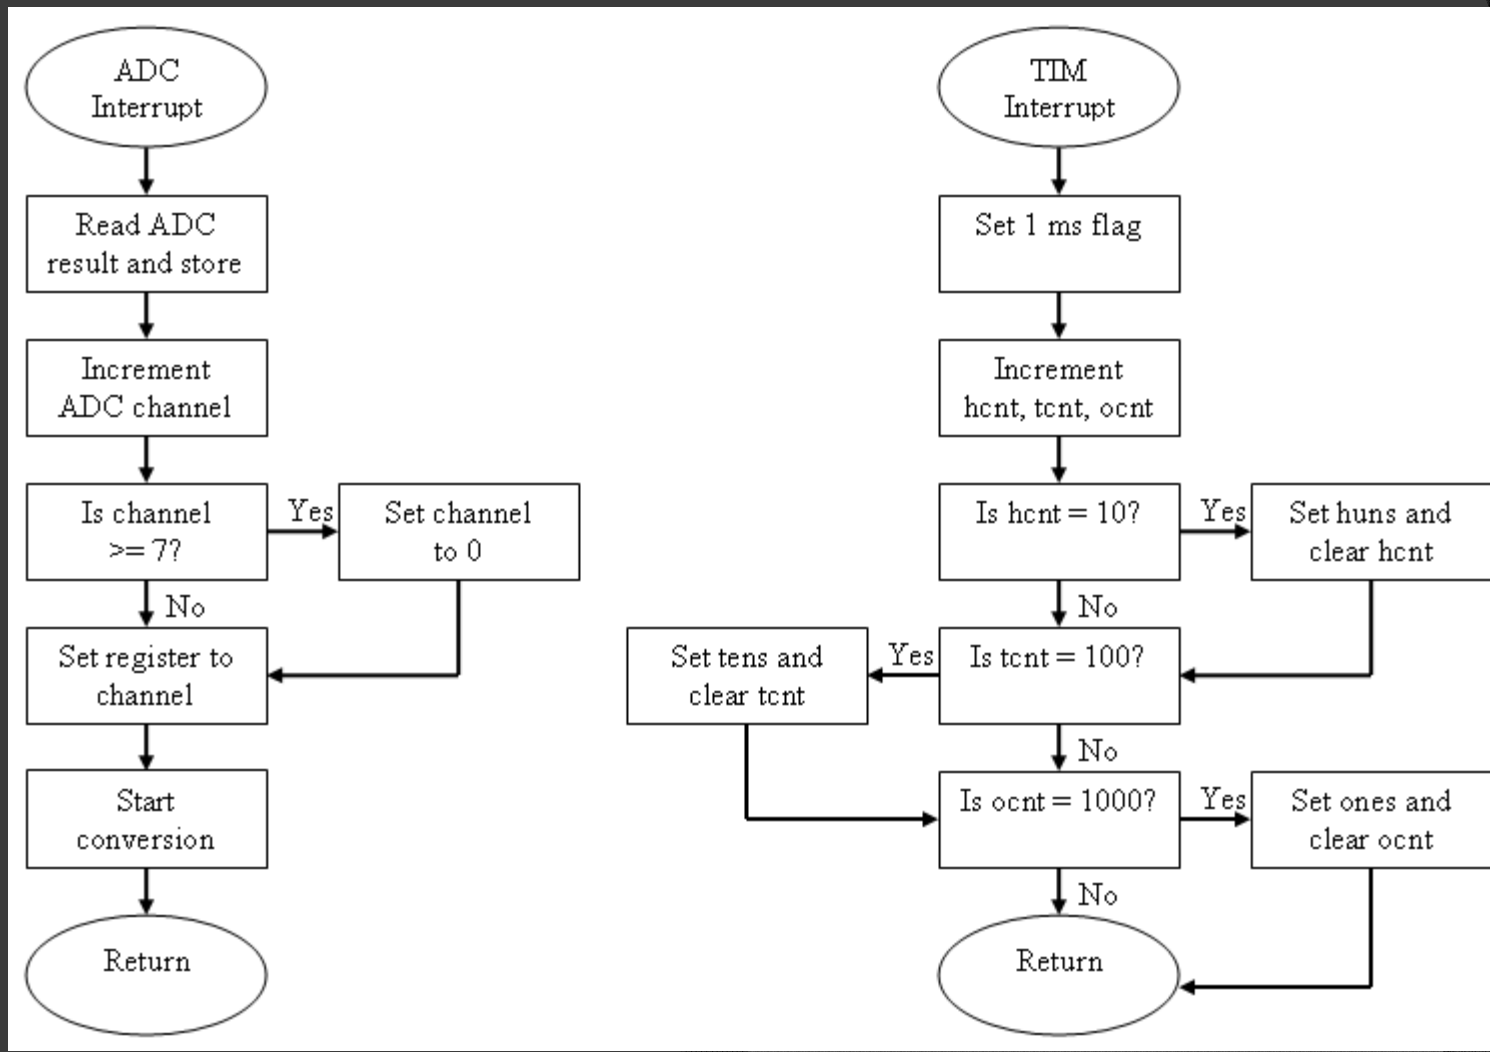 ADC
Interrupt
Read ADC
result and store
Increment
ADC channel
Is channel
>= 7?
Yes
Set channel
to 0
No
Set register to
channel
Start
conversion
Return
TIM
Interrupt
Set 1 ms flag
Increment
hcnt, tcnt, ocnt
Is hcnt = 10?
Yes
Set huns and
clear hcnt
No
Is tcnt = 100?
Yes
Set tens and
clear tcnt
No
Is ocnt = 1000?
Yes
Set ones and
clear ocnt
No
Return